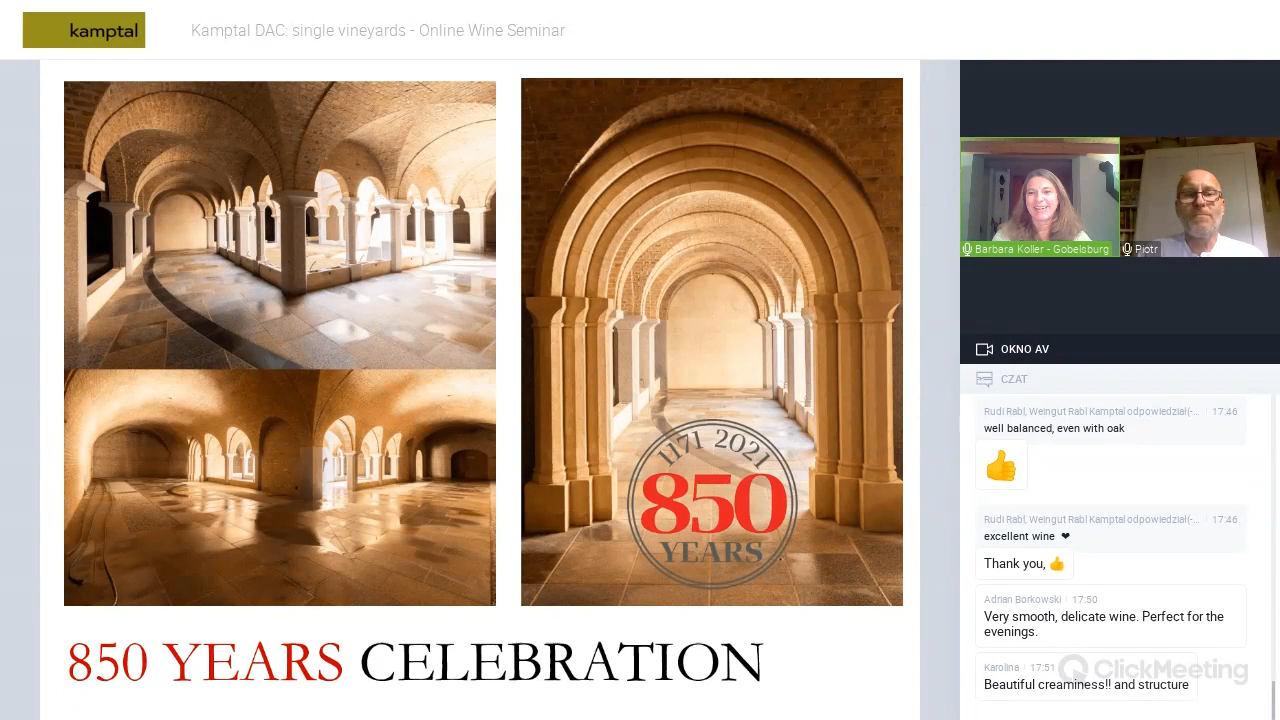 kamptal
Kamptal DAC: single vineyards - Online Wine Seminar
1171 2021
850
YEARS
850 YEARS CELEBRATION
Barbara Koller - Gobelsburg
Piotr
OKNO AV
CZAT
Rudi Rabl, Weingut Rabl Kamptal odpowiedział(-... 17:46
well balanced, even with oak
Rudi Rabl, Weingut Rabl Kamptal odpowiedział(-... 17:46
excellent wine ❤
Thank you, 👍
Adrian Borkowski 17:50
Very smooth, delicate wine. Perfect for the
evenings.
Karolina 17:51
ClickMeeting
Beautiful creaminess!! and structure